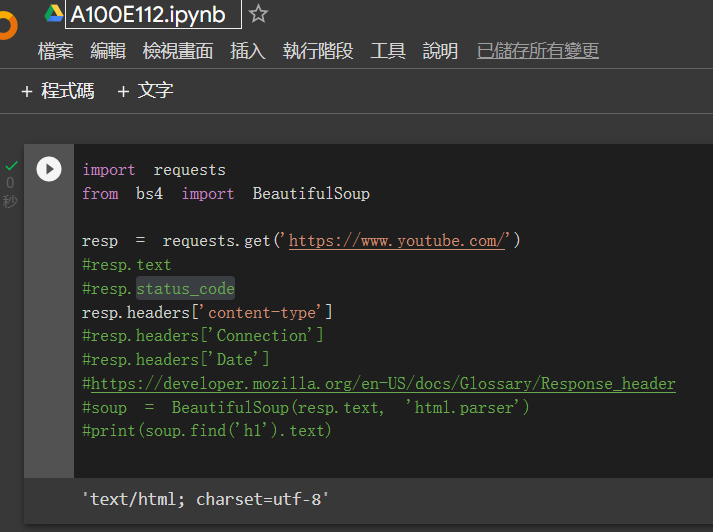 A100E112.ipynb
檔案 編輯 檢視畫面 插入 執行階段 工具 說明 已儲存所有變更
+ 程式碼 + 文字
0
秒
import requests
from bs4 import BeautifulSoup
resp = requests.get('https://www.youtube.com/')
#resp.text
#resp.status_code
resp.headers['content-type']
#resp.headers['Connection']
#resp.headers['Date']
#https://developer.mozilla.org/en-US/docs/Glossary/Response_header
#soup = BeautifulSoup(resp.text, 'html.parser')
#print(soup.find('h1').text)
'text/html; charset=utf-8'